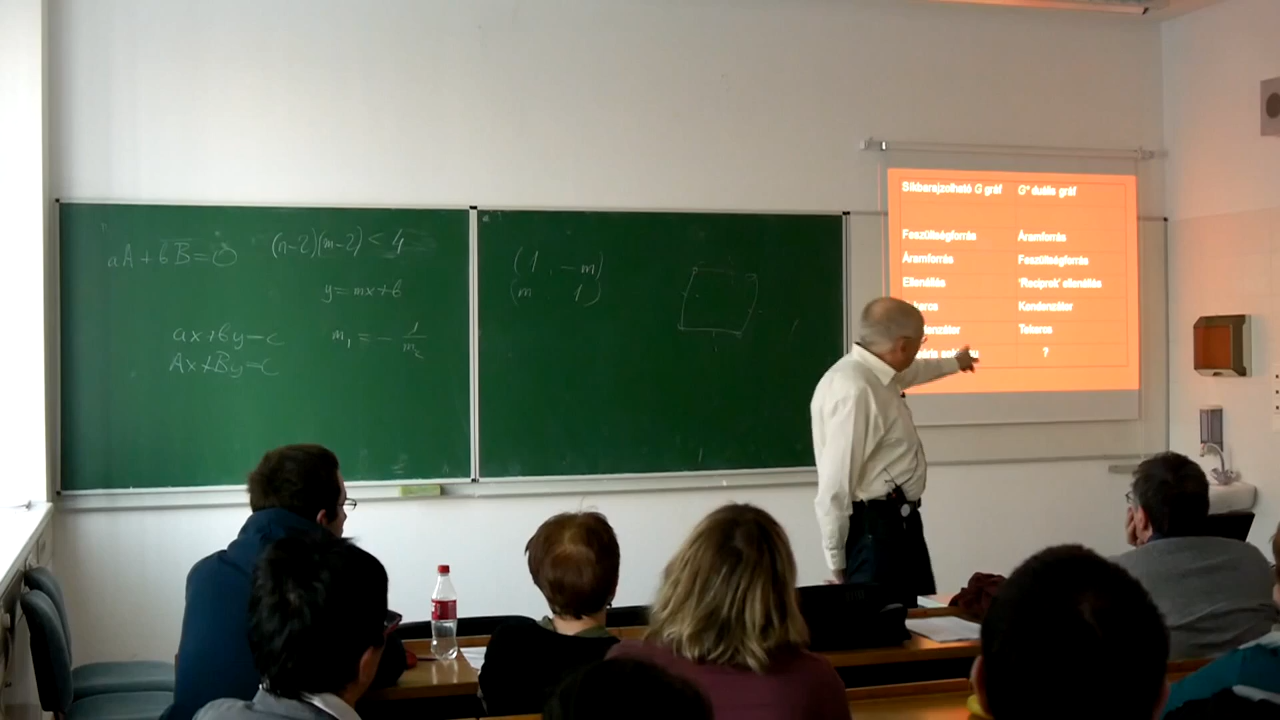 aA + bB = 0
(n-2)(m-2) < 4
y = mx + b
ax + by = c
Ax + By = C
m₁ = - 1/m₂
(1 -m)
(m 1)
Síkbarajzolható G gráf G* duális gráf
Feszültségforrás Áramforrás
Áramforrás Feszültségforrás
Ellenállás 'Reciprok' ellenállás
Kondenzátor
Tekercs
?